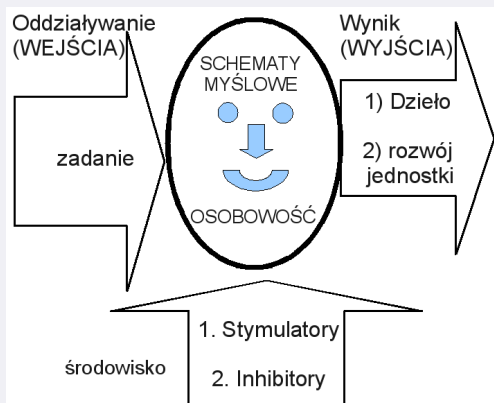 Oddziaływanie
(WEJŚCIA)
zadanie
SCHEMATY
MYŚLOWE
OSOBOWOŚĆ
Wynik
(WYJŚCIA)
1) Dzieło
2) rozwój
jednostki
środowisko
1. Stymulatory
2. Inhibitory